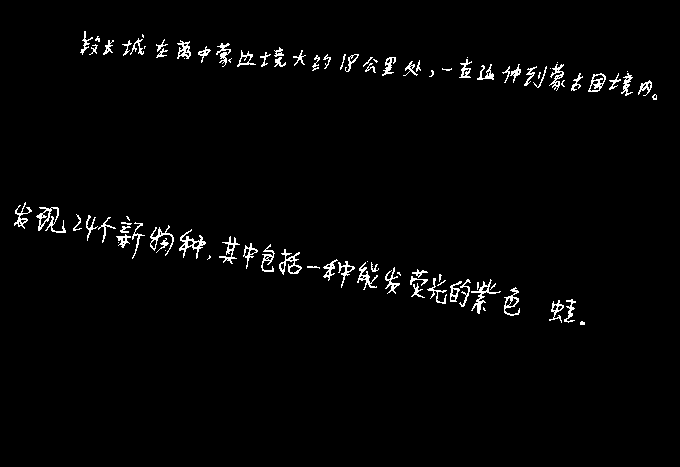 段长城在离中蒙边境大约18公里处,一直延伸到蒙古国境内。
发现24个新物种,其中包括一种能发荧光的紫色 蛙.